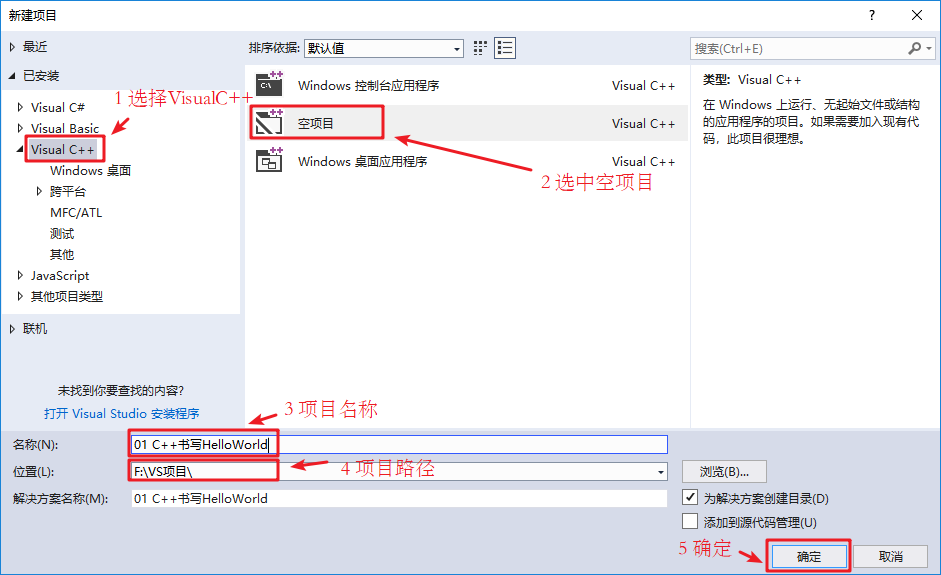 新建项目
?
最近
已安装
Visual C#
1 选择VisualC++
Visual Basic
Visual C++
Windows 桌面
跨平台
MFC/ATL
测试
其他
JavaScript
其他项目类型
联机
未找到你要查找的内容?
打开 Visual Studio 安装程序
排序依据: 默认值
Windows 控制台应用程序 Visual C++
空项目 Visual C++
Windows 桌面应用程序 Visual C++
2 选中空项目
搜索(Ctrl+E)
类型: Visual C++
在 Windows 上运行、无起始文件或结构
的应用程序的项目。如果需要加入现有代
码，此项目很理想。
3 项目名称
名称(N): 01 C++书写HelloWorld
4 项目路径
位置(L): F:\VS项目\
浏览(B)...
解决方案名称(M): 01 C++书写HelloWorld
为解决方案创建目录(D)
添加到源代码管理(U)
5 确定
确定
取消